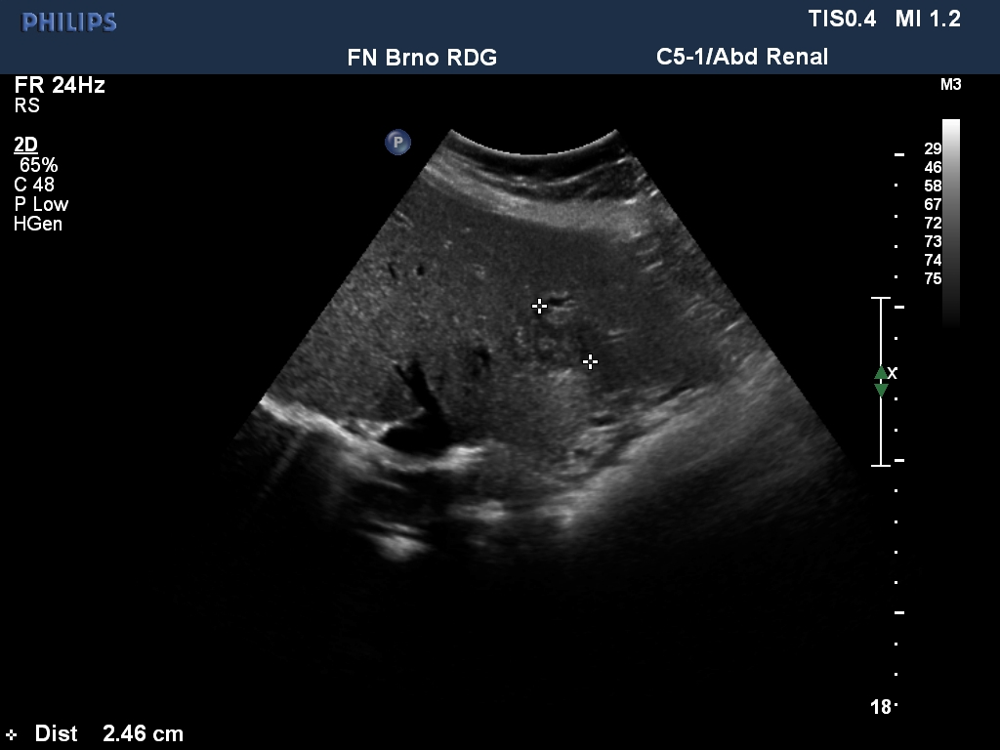 PHILIPS
TIS0.4 MI 1.2
FN Brno RDG
C5-1/Abd Renal
FR 24Hz
RS
2D
65%
C 48
P Low
HGen
P
M3
29
46
58
67
72
73
74
75
x
18
Dist 2.46 cm